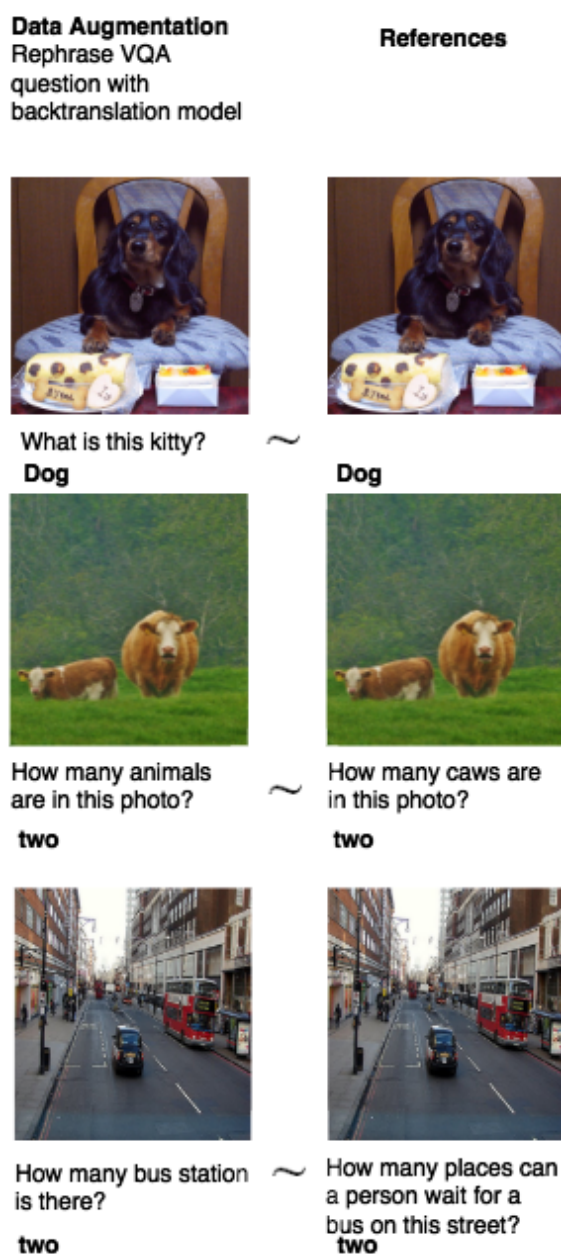 Data Augmentation
Rephrase VQA
question with
backtranslation model
References
What is this kitty?
~
Dog
Dog
How many animals
are in this photo?
~
How many caws are
in this photo?
two
two
How many bus station
is there?
~
How many places can
a person wait for a
bus on this street?
two
two